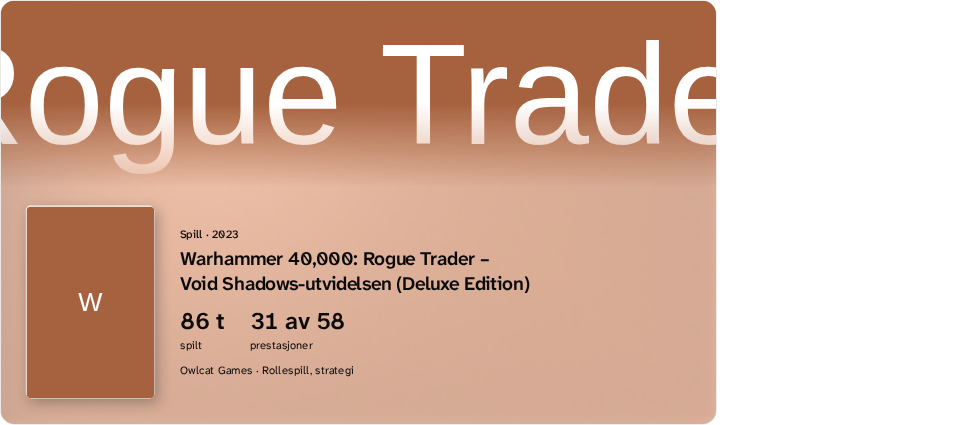 Rogue Trade
Spill · 2023
Warhammer 40,000: Rogue Trader –
Void Shadows-utvidelsen (Deluxe Edition)
W
86 t 31 av 58
spilt prestasjoner
Owlcat Games · Rollespill, strategi